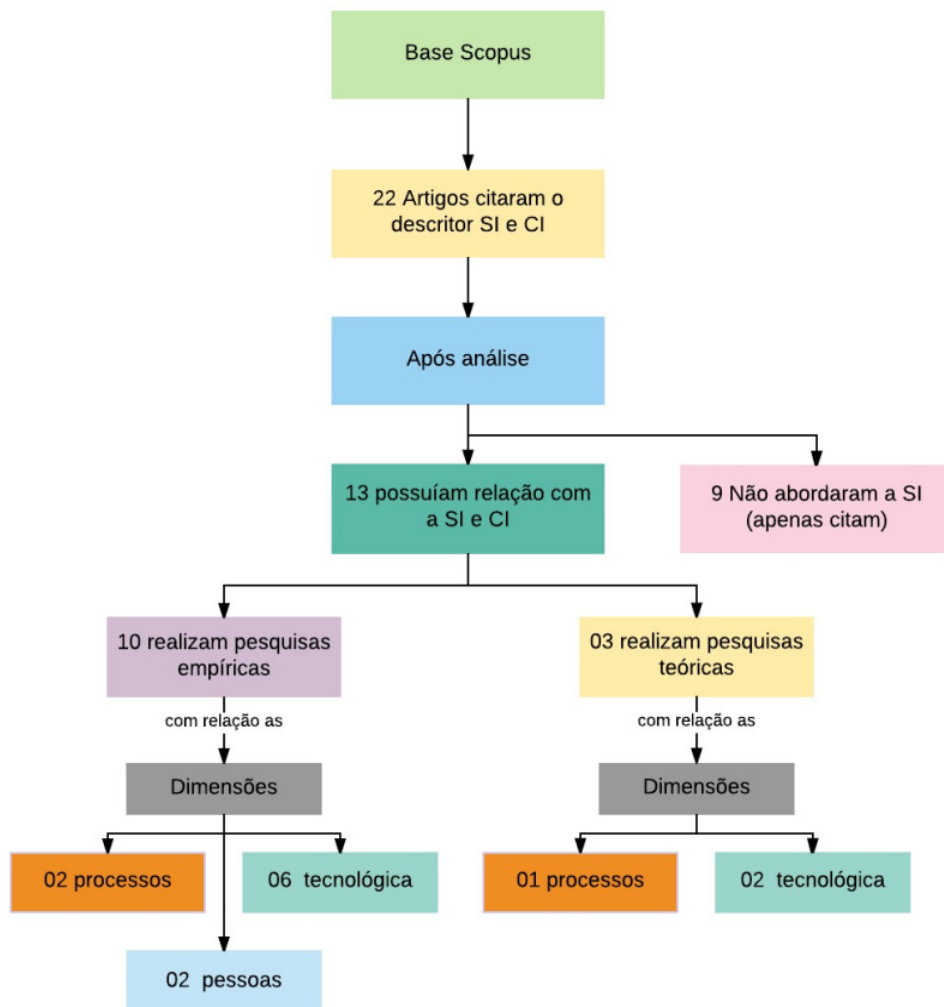 Base Scopus
22 Artigos citaram o
descritor SI e CI
Após análise
13 possuíam relação com
a SI e CI
9 Não abordaram a SI
(apenas citam)
10 realizam pesquisas
empíricas
03 realizam pesquisas
teóricas
com relação as
com relação as
Dimensões
Dimensões
02 processos
06 tecnológica
01 processos
02 tecnológica
02 pessoas